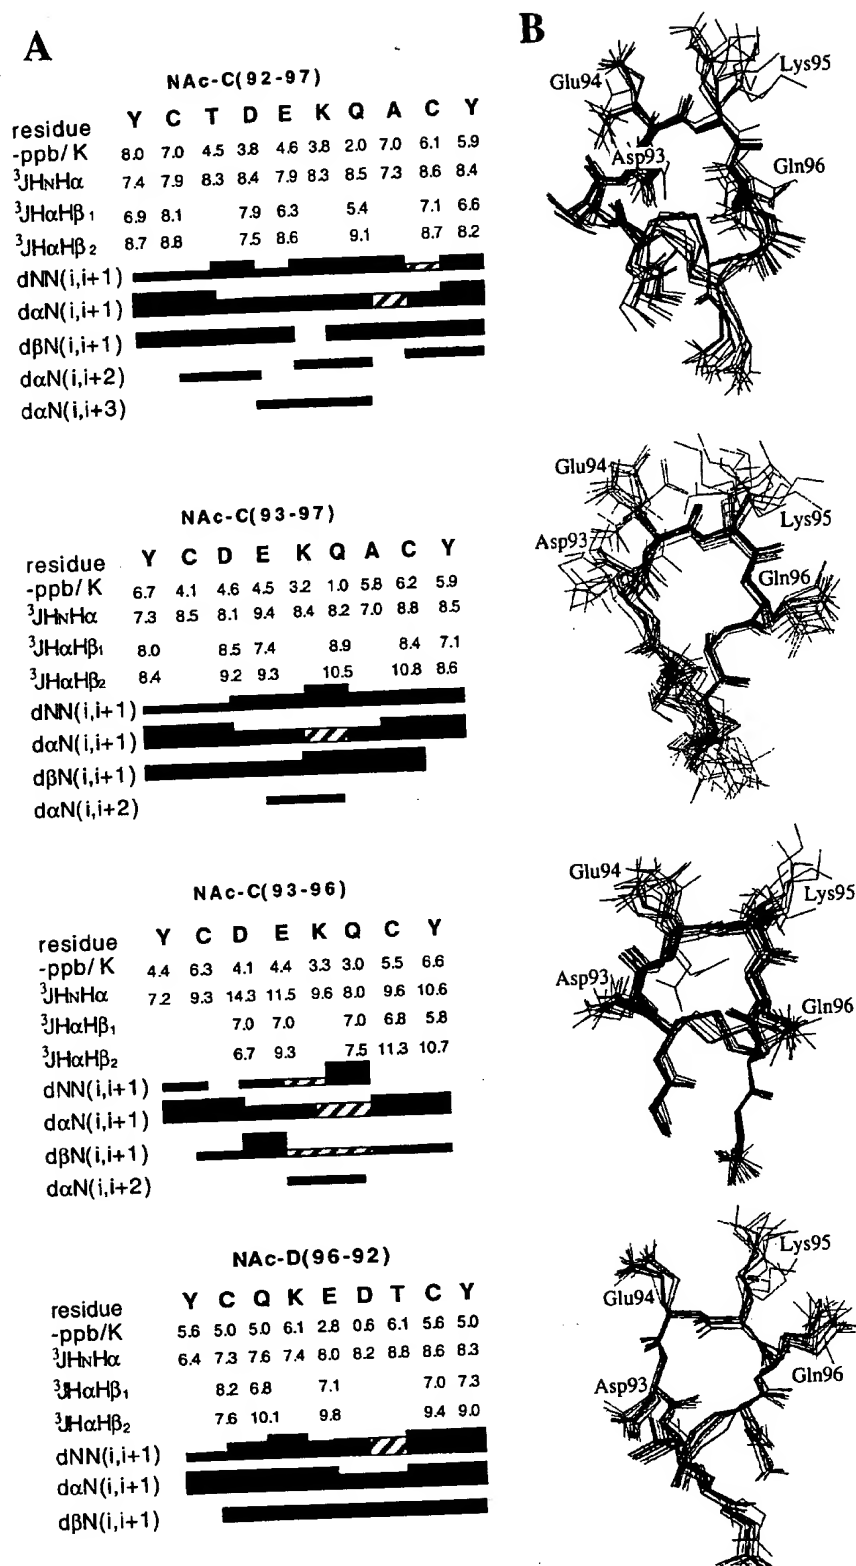 A
NAc-C(92-97)
residue Y C T D E K Q A C Y
-ppb/K 8.0 7.0 4.5 3.8 4.6 3.8 2.0 7.0 6.1 5.9
³JHNHα 7.4 7.9 8.3 8.4 7.9 8.3 8.5 7.3 8.6 8.4
³JHαHβ₁ 6.9 8.1 7.9 6.3 5.4 7.1 6.6
³JHαHβ₂ 8.7 8.8 7.5 8.6 9.1 8.7 8.2
dNN(i,i+1)
dαN(i,i+1)
dβN(i,i+1)
dαN(i,i+2)
dαN(i,i+3)
NAc-C(93-97)
residue Y C D E K Q A C Y
-ppb/K 6.7 4.1 4.6 4.5 3.2 1.0 5.8 6.2 5.9
³JHNHα 7.3 8.5 8.1 9.4 8.4 8.2 7.0 8.8 8.5
³JHαHβ₁ 8.0 8.5 7.4 8.9 8.4 7.1
³JHαHβ₂ 8.4 9.2 9.3 10.5 10.8 8.6
dNN(i,i+1)
dαN(i,i+1)
dβN(i,i+1)
dαN(i,i+2)
NAc-C(93-96)
residue Y C D E K Q C Y
-ppb/K 4.4 6.3 4.1 4.4 3.3 3.0 5.5 6.6
³JHNHα 7.2 9.3 14.3 11.5 9.6 8.0 9.6 10.6
³JHαHβ₁ 7.0 7.0 7.0 6.8 5.8
³JHαHβ₂ 6.7 9.3 7.5 11.3 10.7
dNN(i,i+1)
dαN(i,i+1)
dβN(i,i+1)
dαN(i,i+2)
NAc-D(96-92)
residue Y C Q K E D T C Y
-ppb/K 5.6 5.0 5.0 6.1 2.8 0.6 6.1 5.6 5.0
³JHNHα 6.4 7.3 7.6 7.4 8.0 8.2 8.8 8.6 8.3
³JHαHβ₁ 8.2 6.8 7.1 7.0 7.3
³JHαHβ₂ 7.6 10.1 9.8 9.4 9.0
dNN(i,i+1)
dαN(i,i+1)
dβN(i,i+1)
B
Glu94
Lys95
Asp93
Gln96
Glu94
Lys95
Asp93
Gln96
Glu94
Lys95
Asp93
Gln96
Lys95
Glu94
Asp93
Gln96